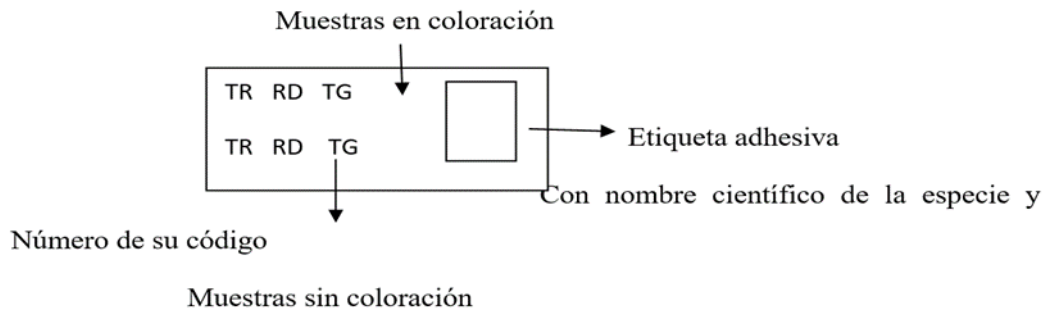 Muestras en coloración
TR RD TG
TR RD TG
Etiqueta adhesiva
Con nombre científico de la especie y
Número de su código
Muestras sin coloración